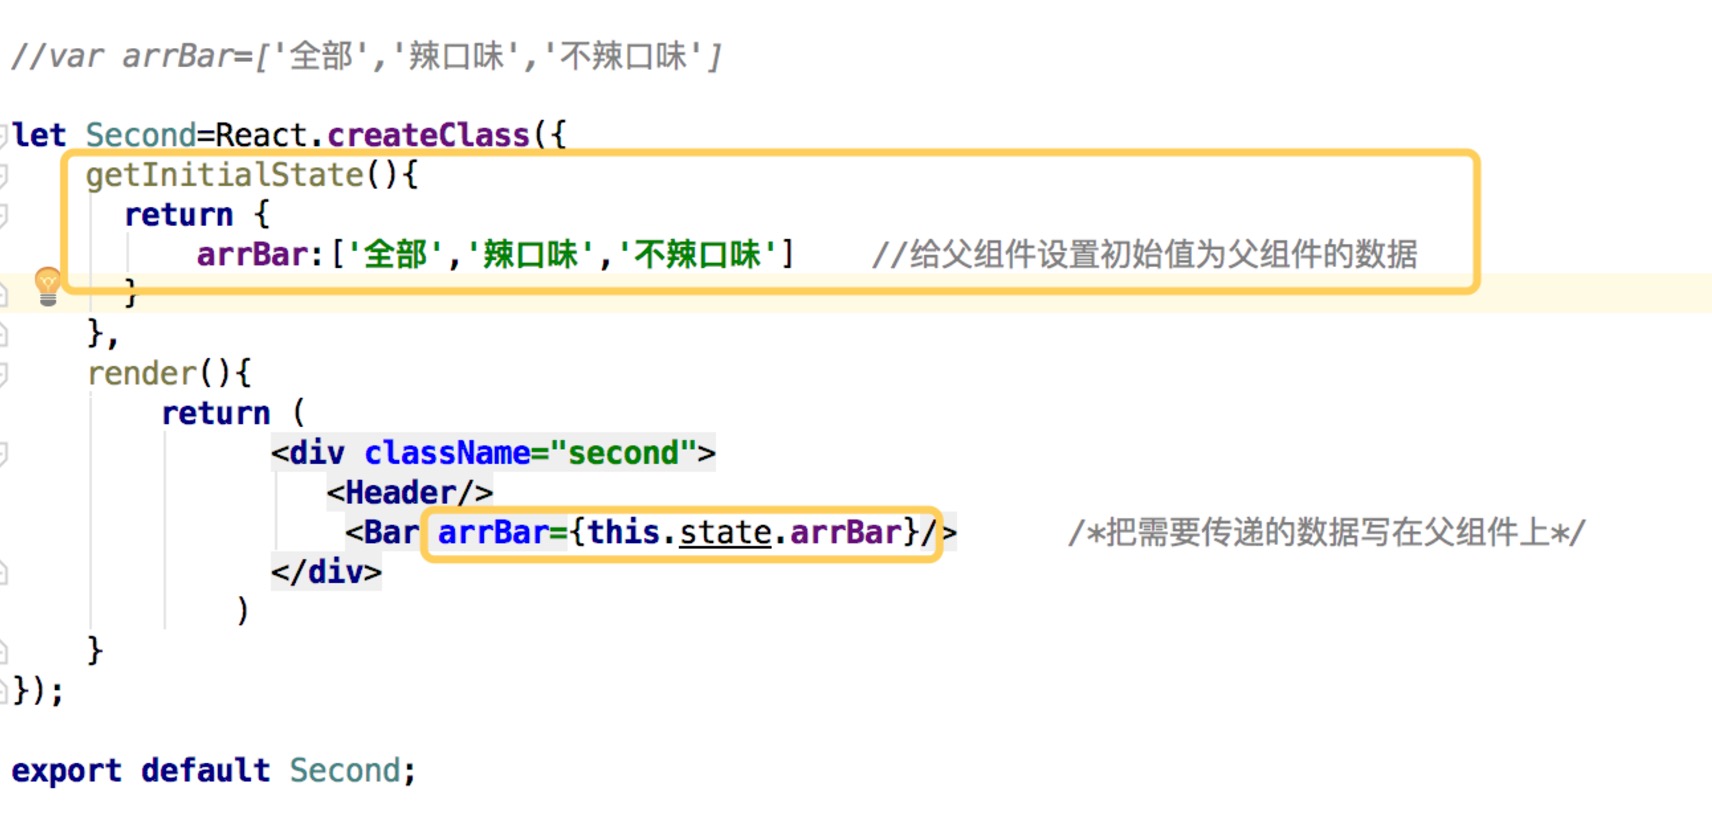 //var arrBar=['全部','辣口味','不辣口味']
let Second=React.createClass({
getInitialState(){
return {
arrBar:['全部','辣口味','不辣口味'] //给父组件设置初始值为父组件的数据
}
},
render(){
return (
<div className="second">
<Header/>
<Bar arrBar={this.state.arrBar}/> /*把需要传递的数据写在父组件上*/
</div>
)
}
});
export default Second;